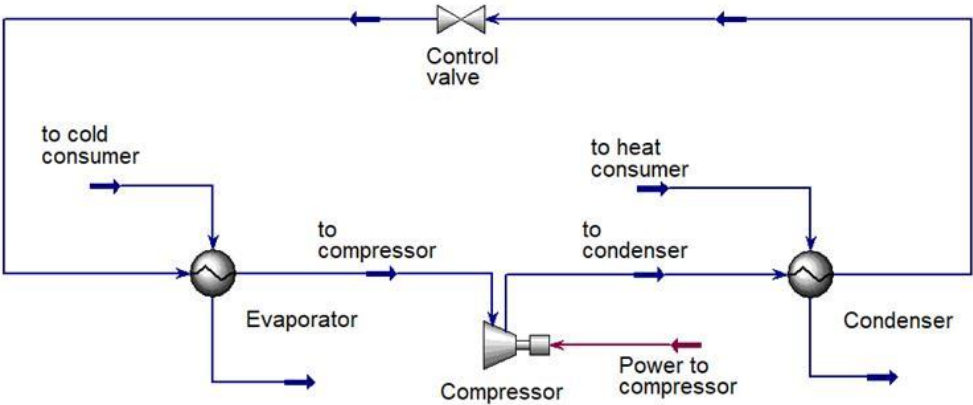 Control
valve
to cold
consumer
to heat
consumer
to
compressor
to
condenser
Evaporator
Condenser
Power to
compressor
Compressor